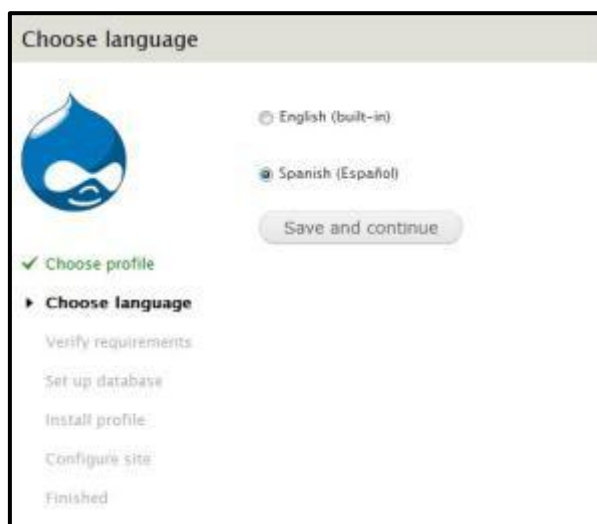 Choose language
English (built-in)
Spanish (Español)
Save and continue
Choose profile
Choose language
Verify requirements
Set up database
Install profile
Configure site
Finished